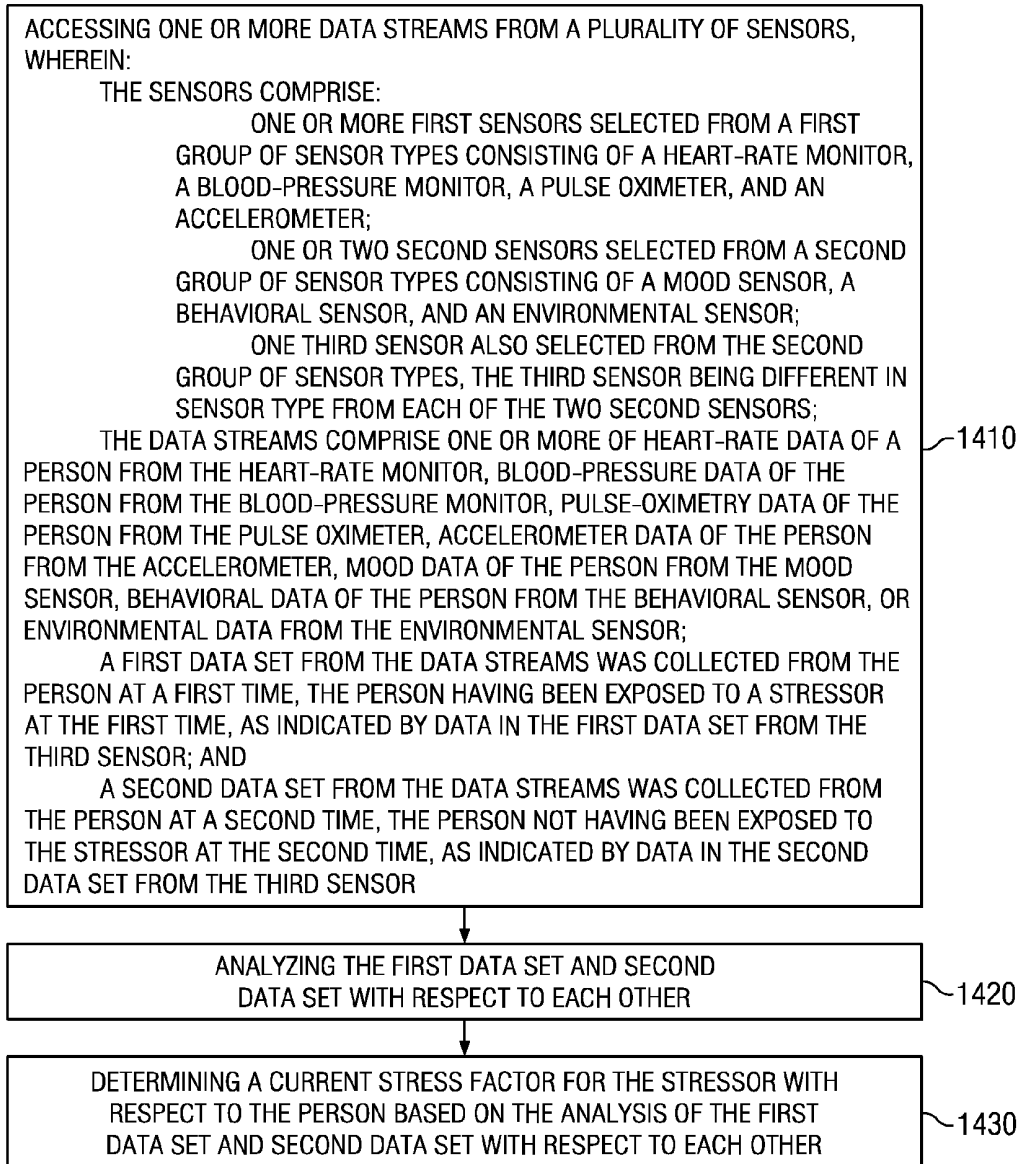 ACCESSING ONE OR MORE DATA STREAMS FROM A PLURALITY OF SENSORS,
WHEREIN:
THE SENSORS COMPRISE:
ONE OR MORE FIRST SENSORS SELECTED FROM A FIRST
GROUP OF SENSOR TYPES CONSISTING OF A HEART-RATE MONITOR,
A BLOOD-PRESSURE MONITOR, A PULSE OXIMETER, AND AN
ACCELEROMETER;
ONE OR TWO SECOND SENSORS SELECTED FROM A SECOND
GROUP OF SENSOR TYPES CONSISTING OF A MOOD SENSOR, A
BEHAVIORAL SENSOR, AND AN ENVIRONMENTAL SENSOR;
ONE THIRD SENSOR ALSO SELECTED FROM THE SECOND
GROUP OF SENSOR TYPES, THE THIRD SENSOR BEING DIFFERENT IN
SENSOR TYPE FROM EACH OF THE TWO SECOND SENSORS;
THE DATA STREAMS COMPRISE ONE OR MORE OF HEART-RATE DATA OF A
PERSON FROM THE HEART-RATE MONITOR, BLOOD-PRESSURE DATA OF THE
PERSON FROM THE BLOOD-PRESSURE MONITOR, PULSE-OXIMETRY DATA OF THE
PERSON FROM THE PULSE OXIMETER, ACCELEROMETER DATA OF THE PERSON
FROM THE ACCELEROMETER, MOOD DATA OF THE PERSON FROM THE MOOD
SENSOR, BEHAVIORAL DATA OF THE PERSON FROM THE BEHAVIORAL SENSOR, OR
ENVIRONMENTAL DATA FROM THE ENVIRONMENTAL SENSOR;
A FIRST DATA SET FROM THE DATA STREAMS WAS COLLECTED FROM THE
PERSON AT A FIRST TIME, THE PERSON HAVING BEEN EXPOSED TO A STRESSOR
AT THE FIRST TIME, AS INDICATED BY DATA IN THE FIRST DATA SET FROM THE
THIRD SENSOR; AND
A SECOND DATA SET FROM THE DATA STREAMS WAS COLLECTED FROM
THE PERSON AT A SECOND TIME, THE PERSON NOT HAVING BEEN EXPOSED TO
THE STRESSOR AT THE SECOND TIME, AS INDICATED BY DATA IN THE SECOND
DATA SET FROM THE THIRD SENSOR
1410
ANALYZING THE FIRST DATA SET AND SECOND
DATA SET WITH RESPECT TO EACH OTHER
1420
DETERMINING A CURRENT STRESS FACTOR FOR THE STRESSOR WITH
RESPECT TO THE PERSON BASED ON THE ANALYSIS OF THE FIRST
DATA SET AND SECOND DATA SET WITH RESPECT TO EACH OTHER
1430